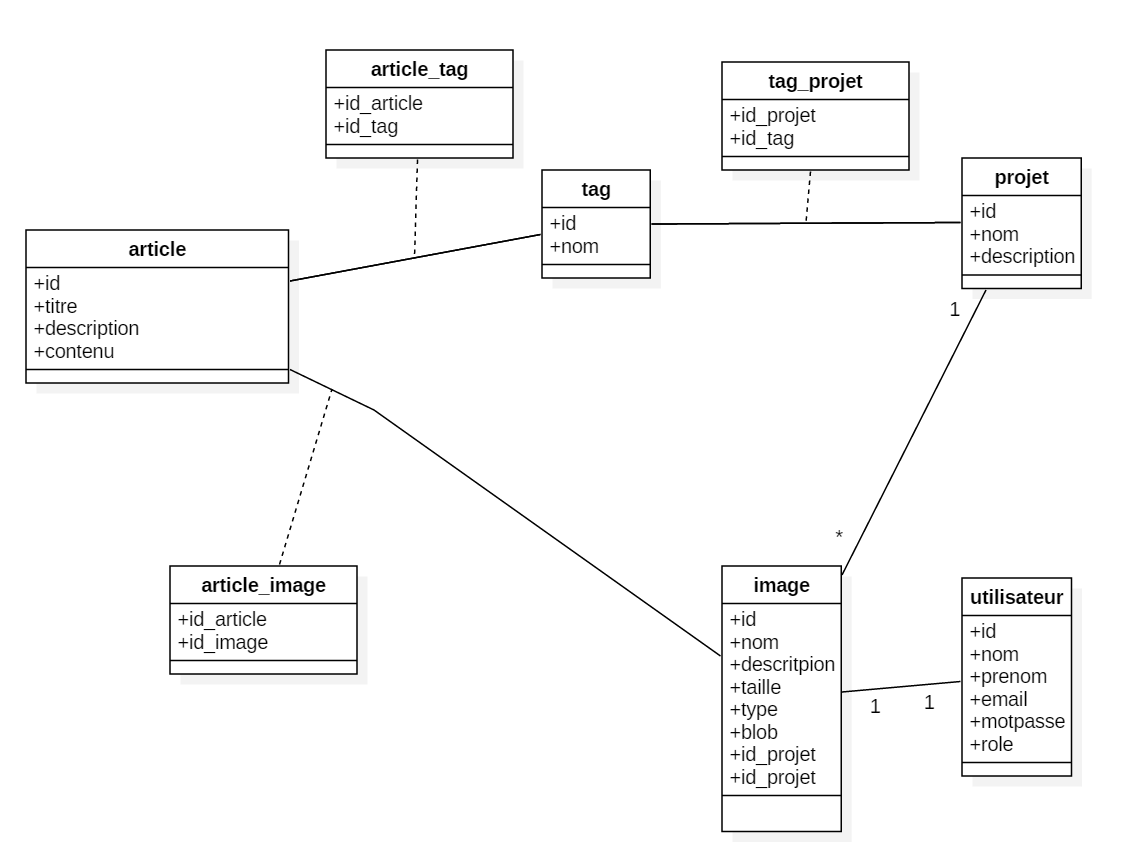 article_tag
+id_article
+id_tag
tag_projet
+id_projet
+id_tag
tag
+id
+nom
projet
+id
+nom
+description
article
+id
+titre
+description
+contenu
1
*
article_image
+id_article
+id_image
image
+id
+nom
+descritpion
+taille
+type
+blob
+id_projet
+id_projet
1
1
utilisateur
+id
+nom
+prenom
+email
+motpasse
+role